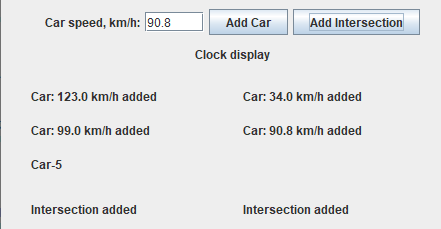 Car speed, km/h: 90.8 Add Car Add Intersection
Clock display
Car: 123.0 km/h added Car: 34.0 km/h added
Car: 99.0 km/h added Car: 90.8 km/h added
Car-5
Intersection added Intersection added